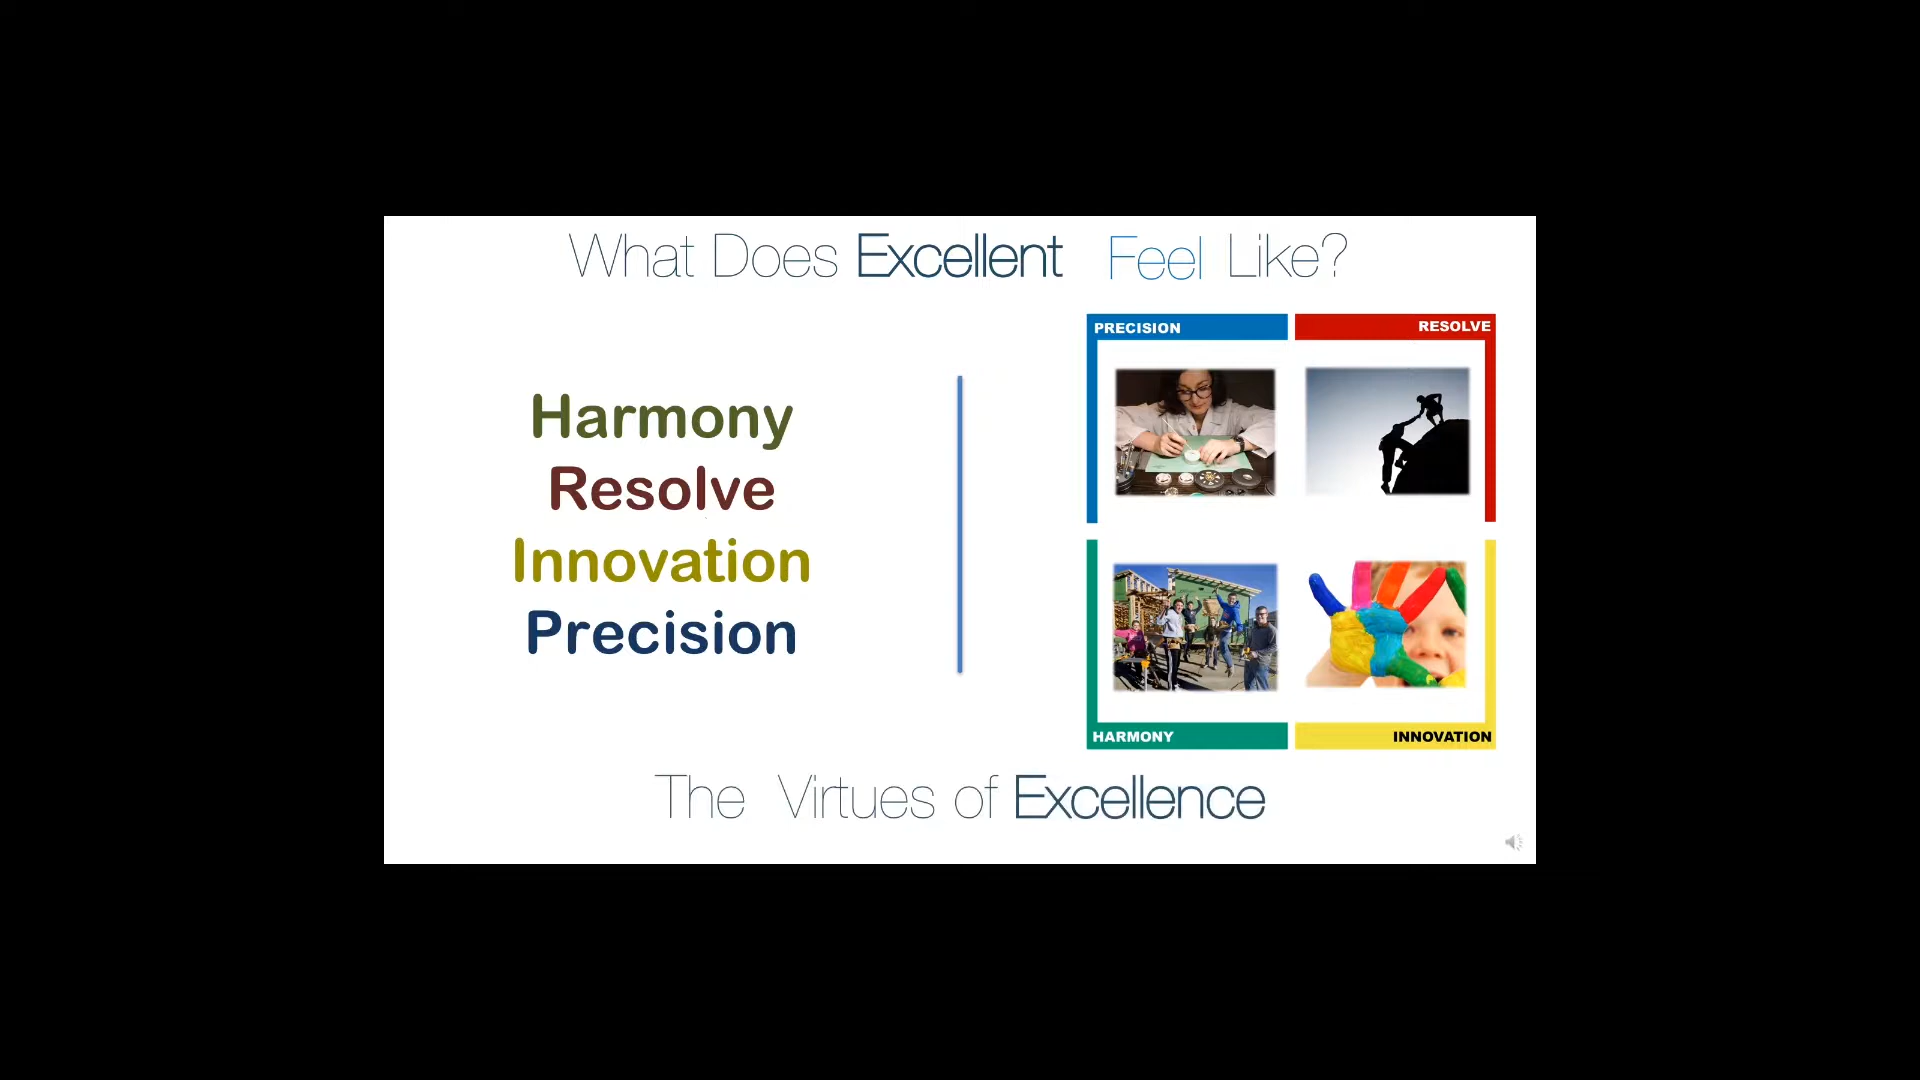 What Does Excellent Feel Like?
Harmony
Resolve
Innovation
Precision
PRECISION
RESOLVE
HARMONY
INNOVATION
The Virtues of Excellence